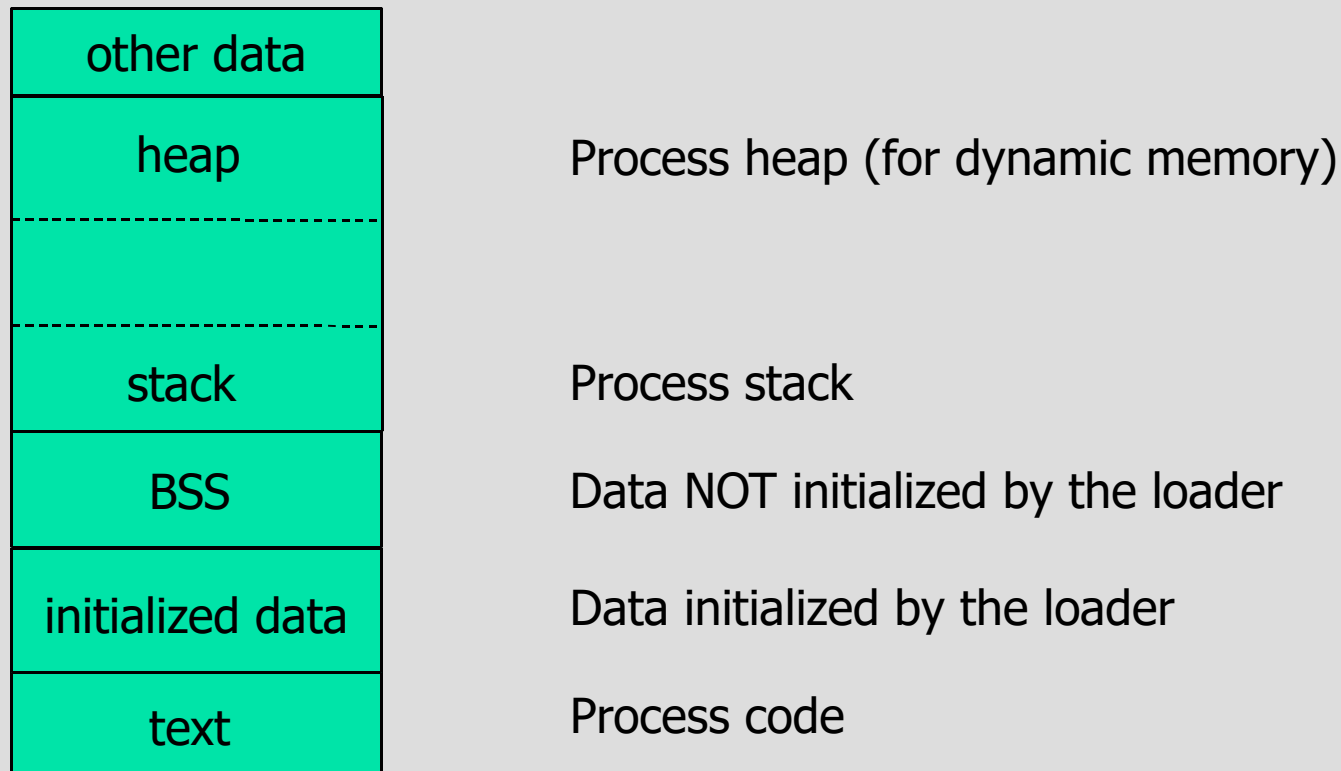 other data
heap
Process heap (for dynamic memory)
stack
Process stack
BSS
Data NOT initialized by the loader
initialized data
Data initialized by the loader
text
Process code